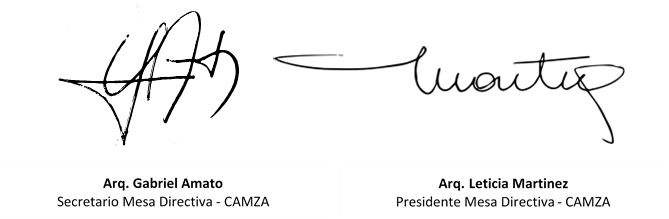 Arq. Gabriel Amato
Secretario Mesa Directiva - CAMZA
Arq. Leticia Martinez
Presidente Mesa Directiva - CAMZA